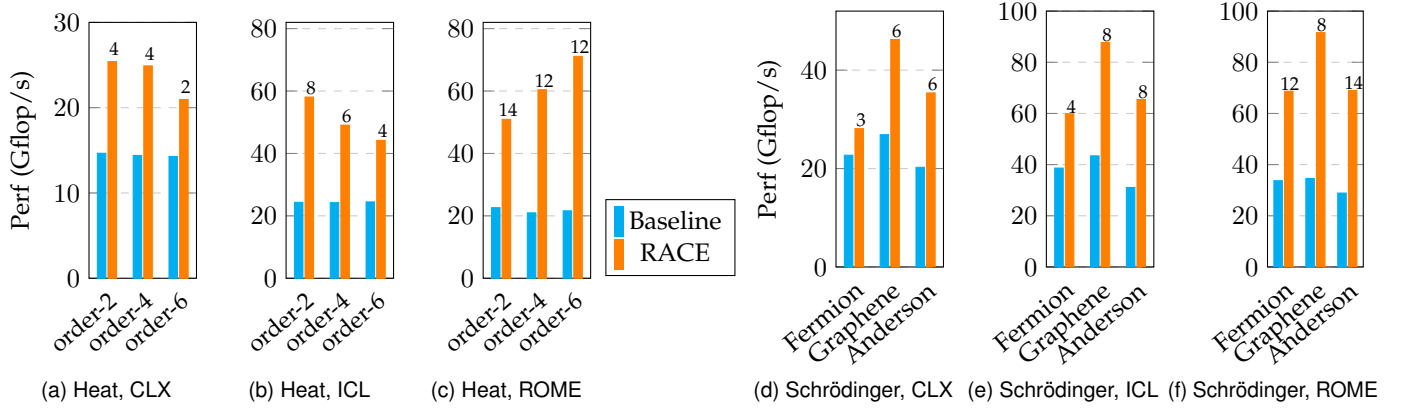 Perf (Gflop/s)
30
20
10
0
4
4
2
order-2
order-4
order-6
(a) Heat, CLX
80
60
40
20
0
8
6
4
order-2
order-4
order-6
(b) Heat, ICL
80
60
40
20
0
14
12
12
order-2
order-4
order-6
(c) Heat, ROME
Baseline
RACE
Perf (Gflop/s)
40
20
0
3
6
6
Fermion
Graphene
Anderson
(d) Schrödinger, CLX
100
80
60
40
20
0
4
8
8
Fermion
Graphene
Anderson
(e) Schrödinger, ICL
100
80
60
40
20
0
12
8
14
Fermion
Graphene
Anderson
(f) Schrödinger, ROME